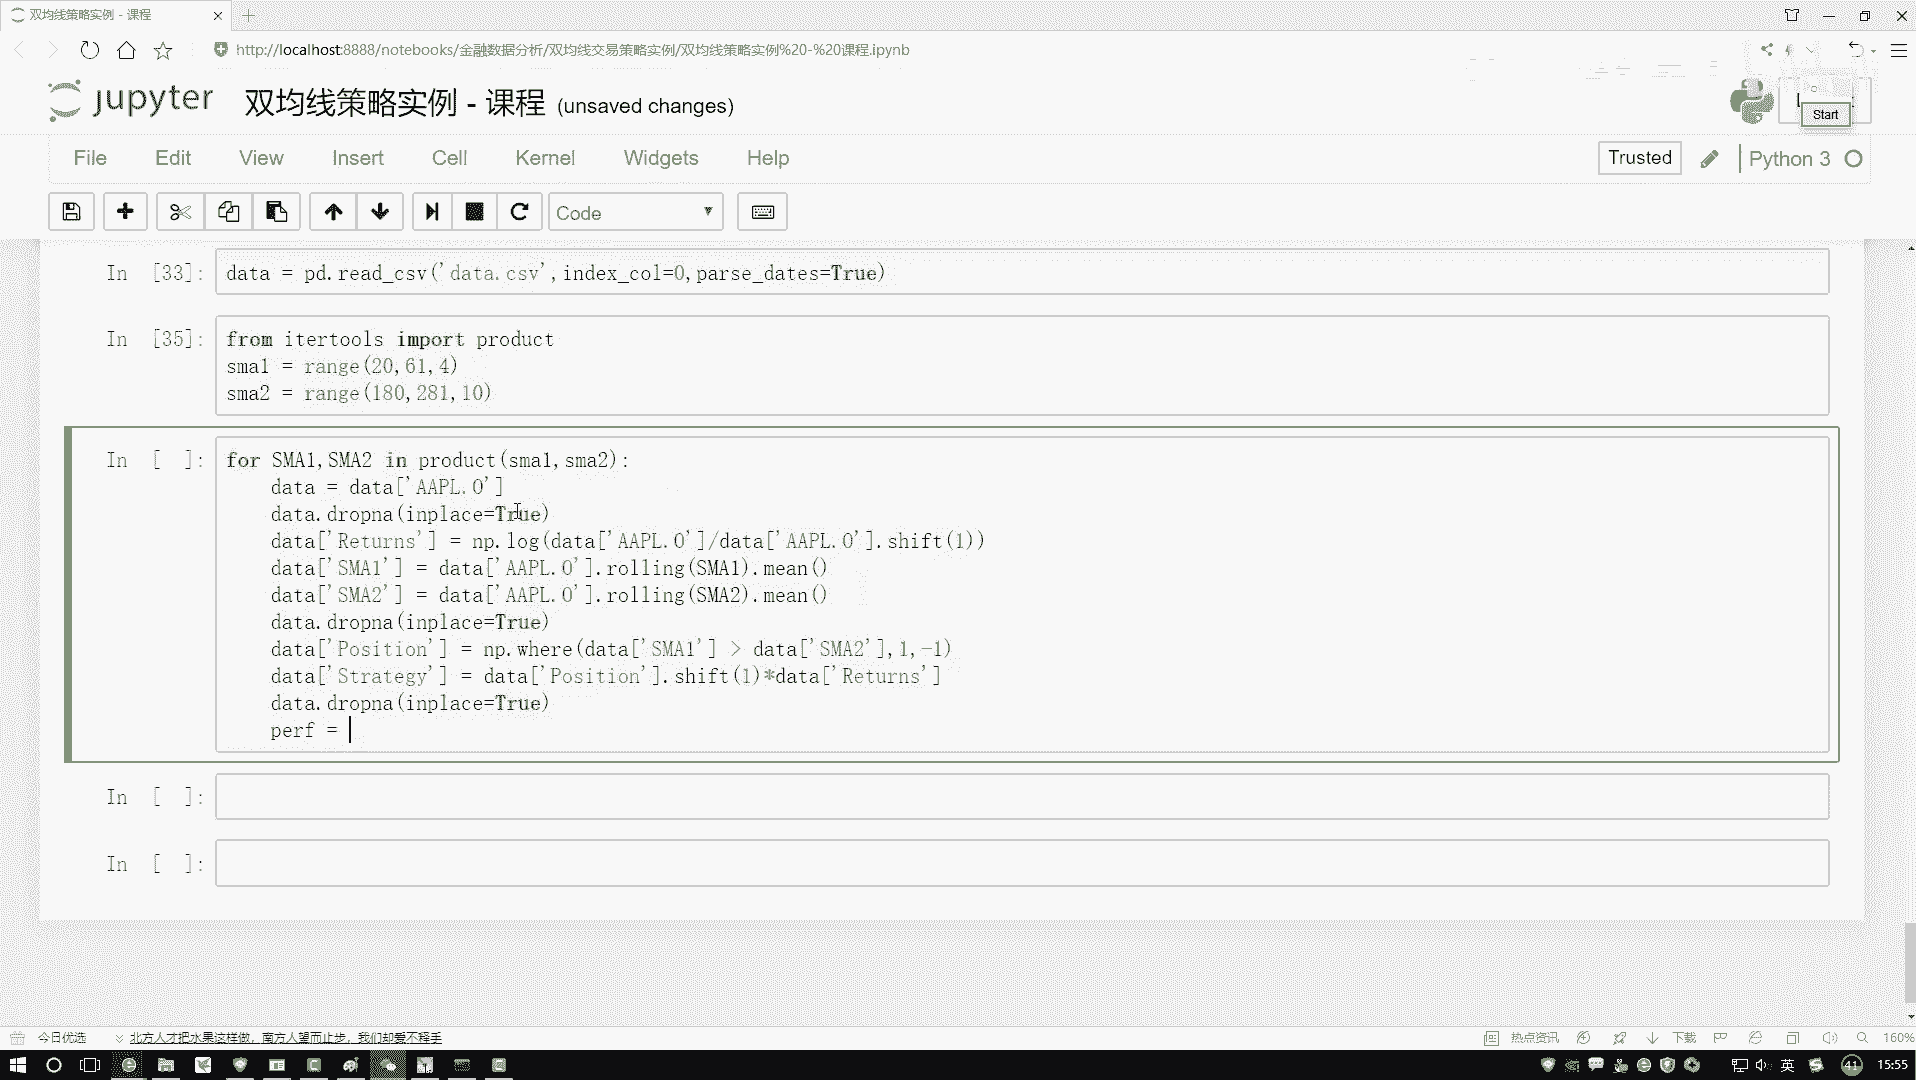 双均线策略实例 - 课程
http://localhost:8888/notebooks/金融数据分析/双均线交易策略实例/双均线策略实例%20-%20课程.ipynb
jupyter 双均线策略实例 - 课程 (unsaved changes)
Start
File Edit View Insert Cell Kernel Widgets Help
Trusted Python 3
Code
In [33]: data = pd.read_csv('data.csv',index_col=0,parse_dates=True)
In [35]: from itertools import product
sma1 = range(20,61,4)
sma2 = range(180,281,10)
In [ ]: for SMA1,SMA2 in product(sma1,sma2):
data = data['AAPL.O']
data.dropna(inplace=True)
data['Returns'] = np.log(data['AAPL.O']/data['AAPL.O'].shift(1))
data['SMA1'] = data['AAPL.O'].rolling(SMA1).mean()
data['SMA2'] = data['AAPL.O'].rolling(SMA2).mean()
data.dropna(inplace=True)
data['Position'] = np.where(data['SMA1'] > data['SMA2'],1,-1)
data['Strategy'] = data['Position'].shift(1)*data['Returns']
data.dropna(inplace=True)
perf =
In [ ]:
In [ ]:
今日优选 北方人才把水果这样做，南方人望而止步，我们却爱不释手 热点资讯 下载 160%
英 41 15:55